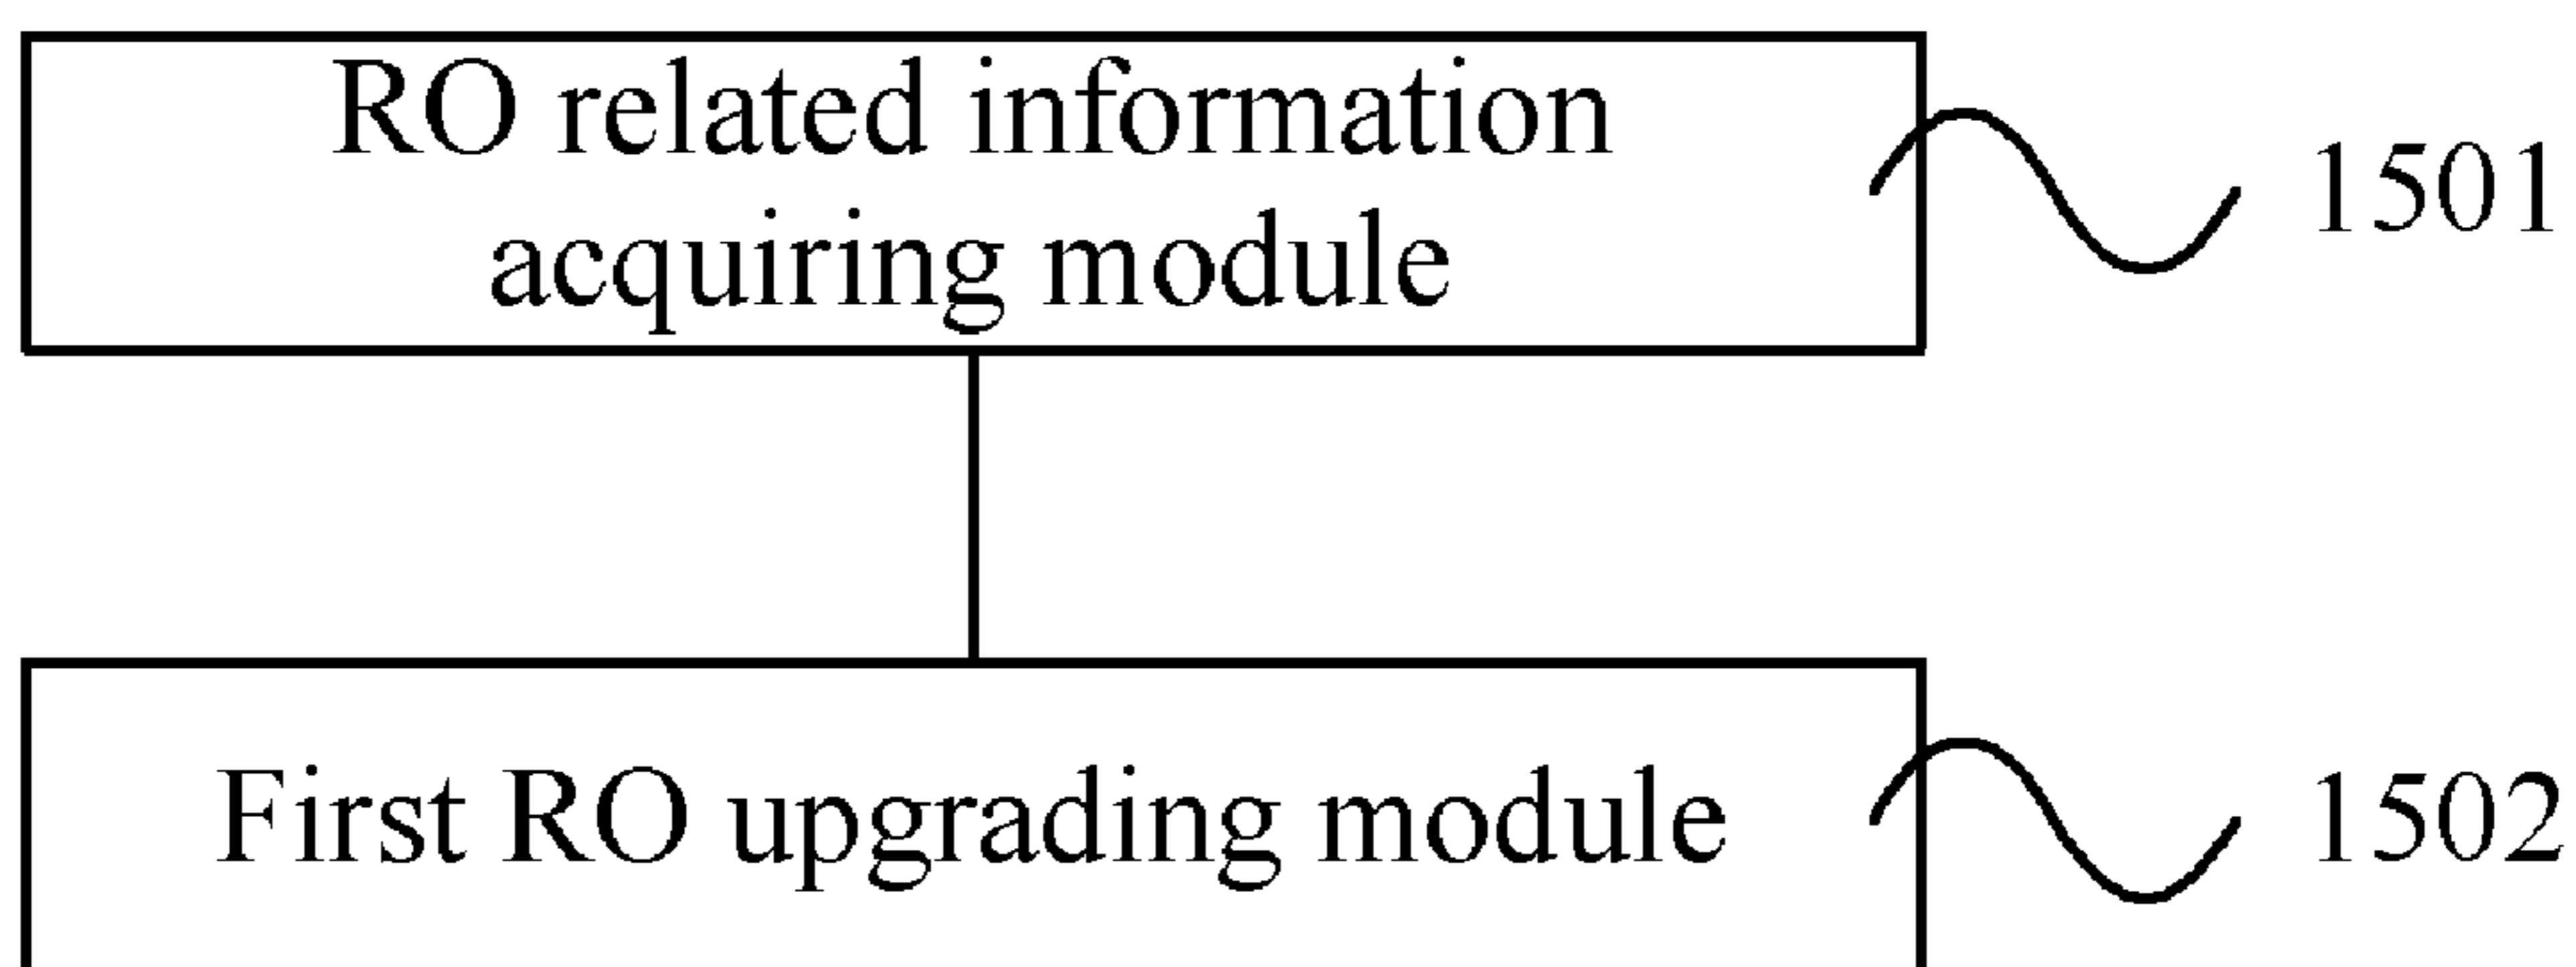 RO related information
acquiring module
1501
First RO upgrading module
1502